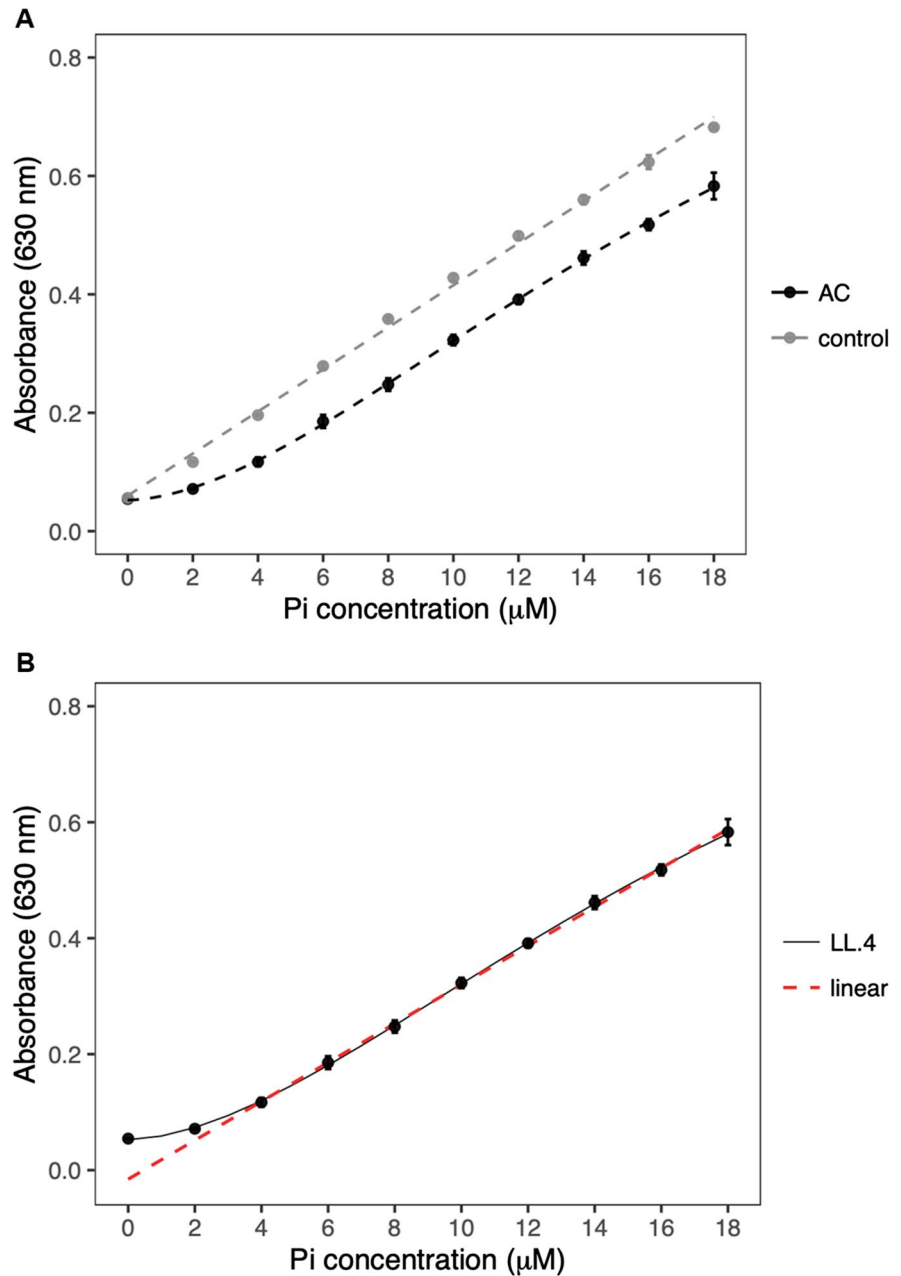 A
0.8
0.6
0.4
0.2
0.0
Absorbance (630 nm)
0 2 4 6 8 10 12 14 16 18
Pi concentration (μM)
AC
control
B
0.8
0.6
0.4
0.2
0.0
Absorbance (630 nm)
0 2 4 6 8 10 12 14 16 18
Pi concentration (μM)
LL.4
linear